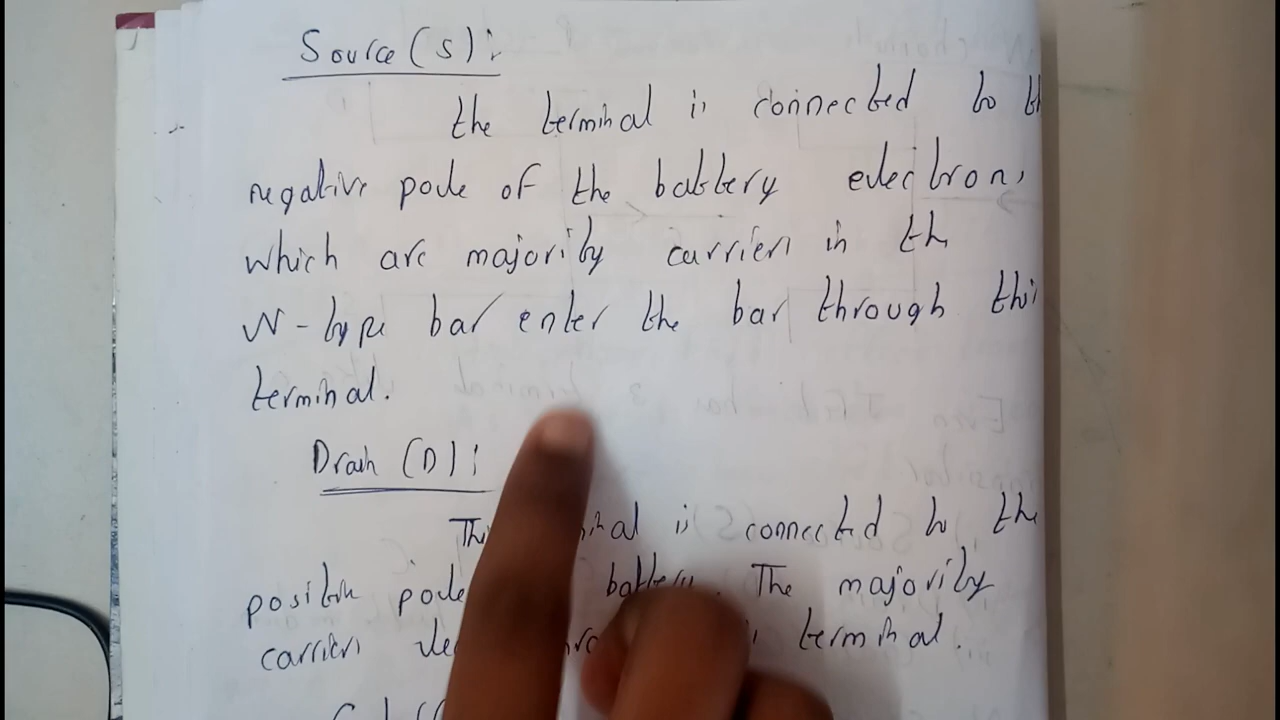 Source (S):
the terminal is connected to th
negative pole of the battery electrons
which are majority carriers in the
N-type bar enter the bar through this
terminal.
Drain (D):
This terminal is connected to the
positive pole battery. The majority
carriers terminal.